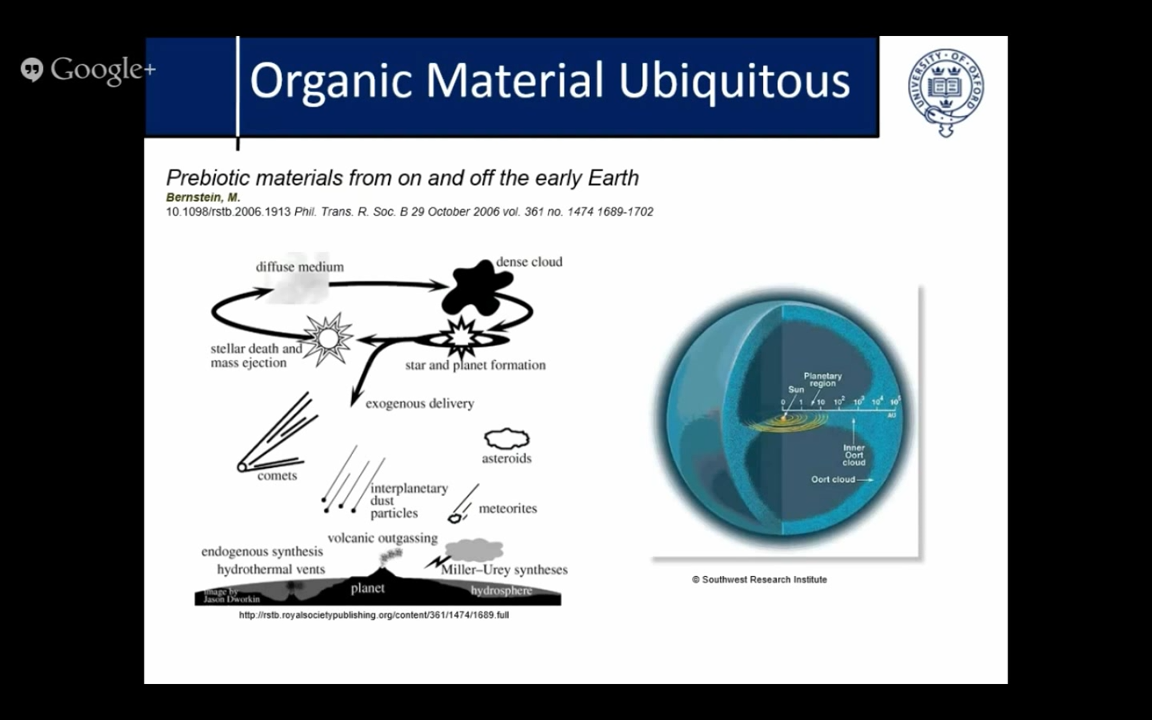 Google+
Organic Material Ubiquitous
UNIVERSITY OF OXFORD
Prebiotic materials from on and off the early Earth
Bernstein, M.
10.1098/rstb.2006.1913 Phil. Trans. R. Soc. B 29 October 2006 vol. 361 no. 1474 1689-1702
diffuse medium
dense cloud
stellar death and
mass ejection
star and planet formation
exogenous delivery
comets
asteroids
interplanetary
dust
particles
meteorites
volcanic outgassing
endogenous synthesis
hydrothermal vents
Miller–Urey syntheses
planet
hydrosphere
image by
Jason Dworkin
http://rstb.royalsocietypublishing.org/content/361/1474/1689.full
Planetary
region
Sun
0 1 10 10² 10³ 10⁴ 10⁵
AU
Inner
Oort
cloud
Oort cloud
© Southwest Research Institute